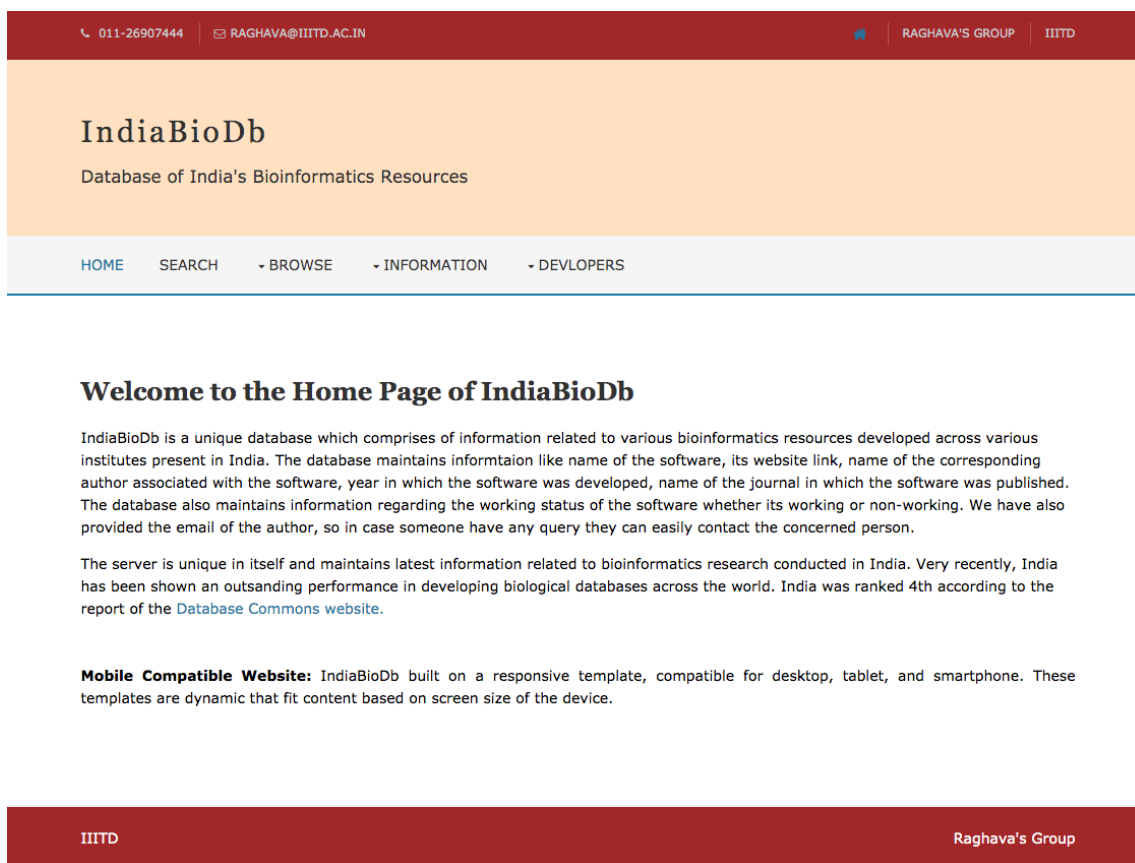 011-26907444 RAGHAVA@IIITD.AC.IN RAGHAVA'S GROUP IIITD
IndiaBioDb
Database of India's Bioinformatics Resources
HOME SEARCH BROWSE INFORMATION DEVLOPERS
Welcome to the Home Page of IndiaBioDb
IndiaBioDb is a unique database which comprises of information related to various bioinformatics resources developed across various
institutes present in India. The database maintains informtaion like name of the software, its website link, name of the corresponding
author associated with the software, year in which the software was developed, name of the journal in which the software was published.
The database also maintains information regarding the working status of the software whether its working or non-working. We have also
provided the email of the author, so in case someone have any query they can easily contact the concerned person.
The server is unique in itself and maintains latest information related to bioinformatics research conducted in India. Very recently, India
has been shown an outsanding performance in developing biological databases across the world. India was ranked 4th according to the
report of the Database Commons website.
Mobile Compatible Website: IndiaBioDb built on a responsive template, compatible for desktop, tablet, and smartphone. These
templates are dynamic that fit content based on screen size of the device.
IIITD Raghava's Group